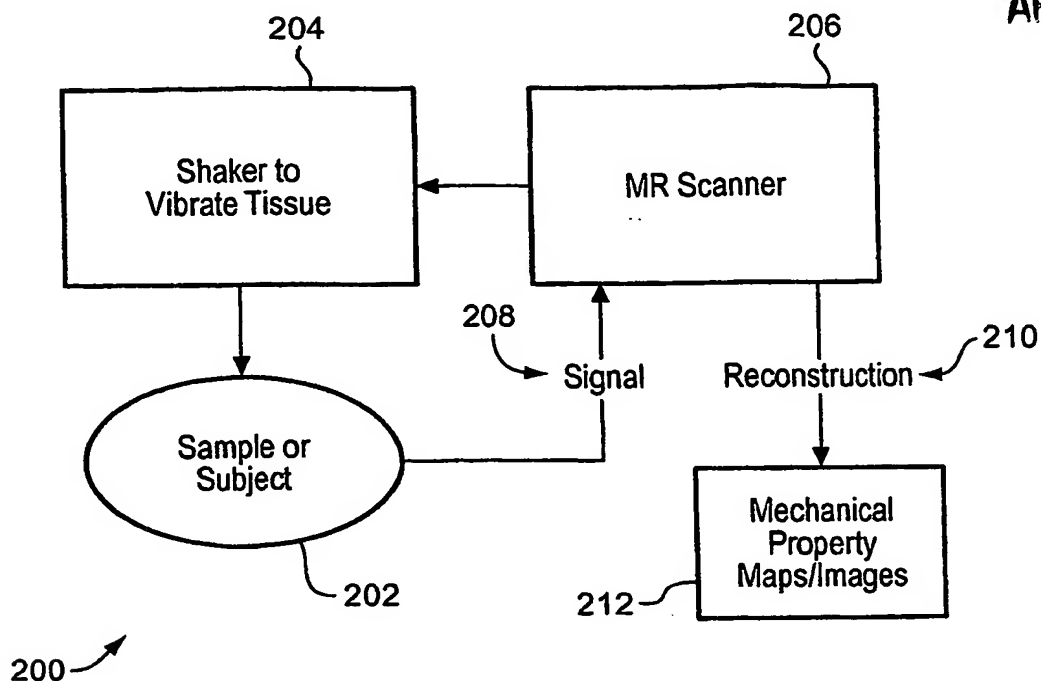 204
206
Shaker to
Vibrate Tissue
MR Scanner
208
Signal
Reconstruction
210
Sample or
Subject
Mechanical
Property
Maps/Images
202
212
200